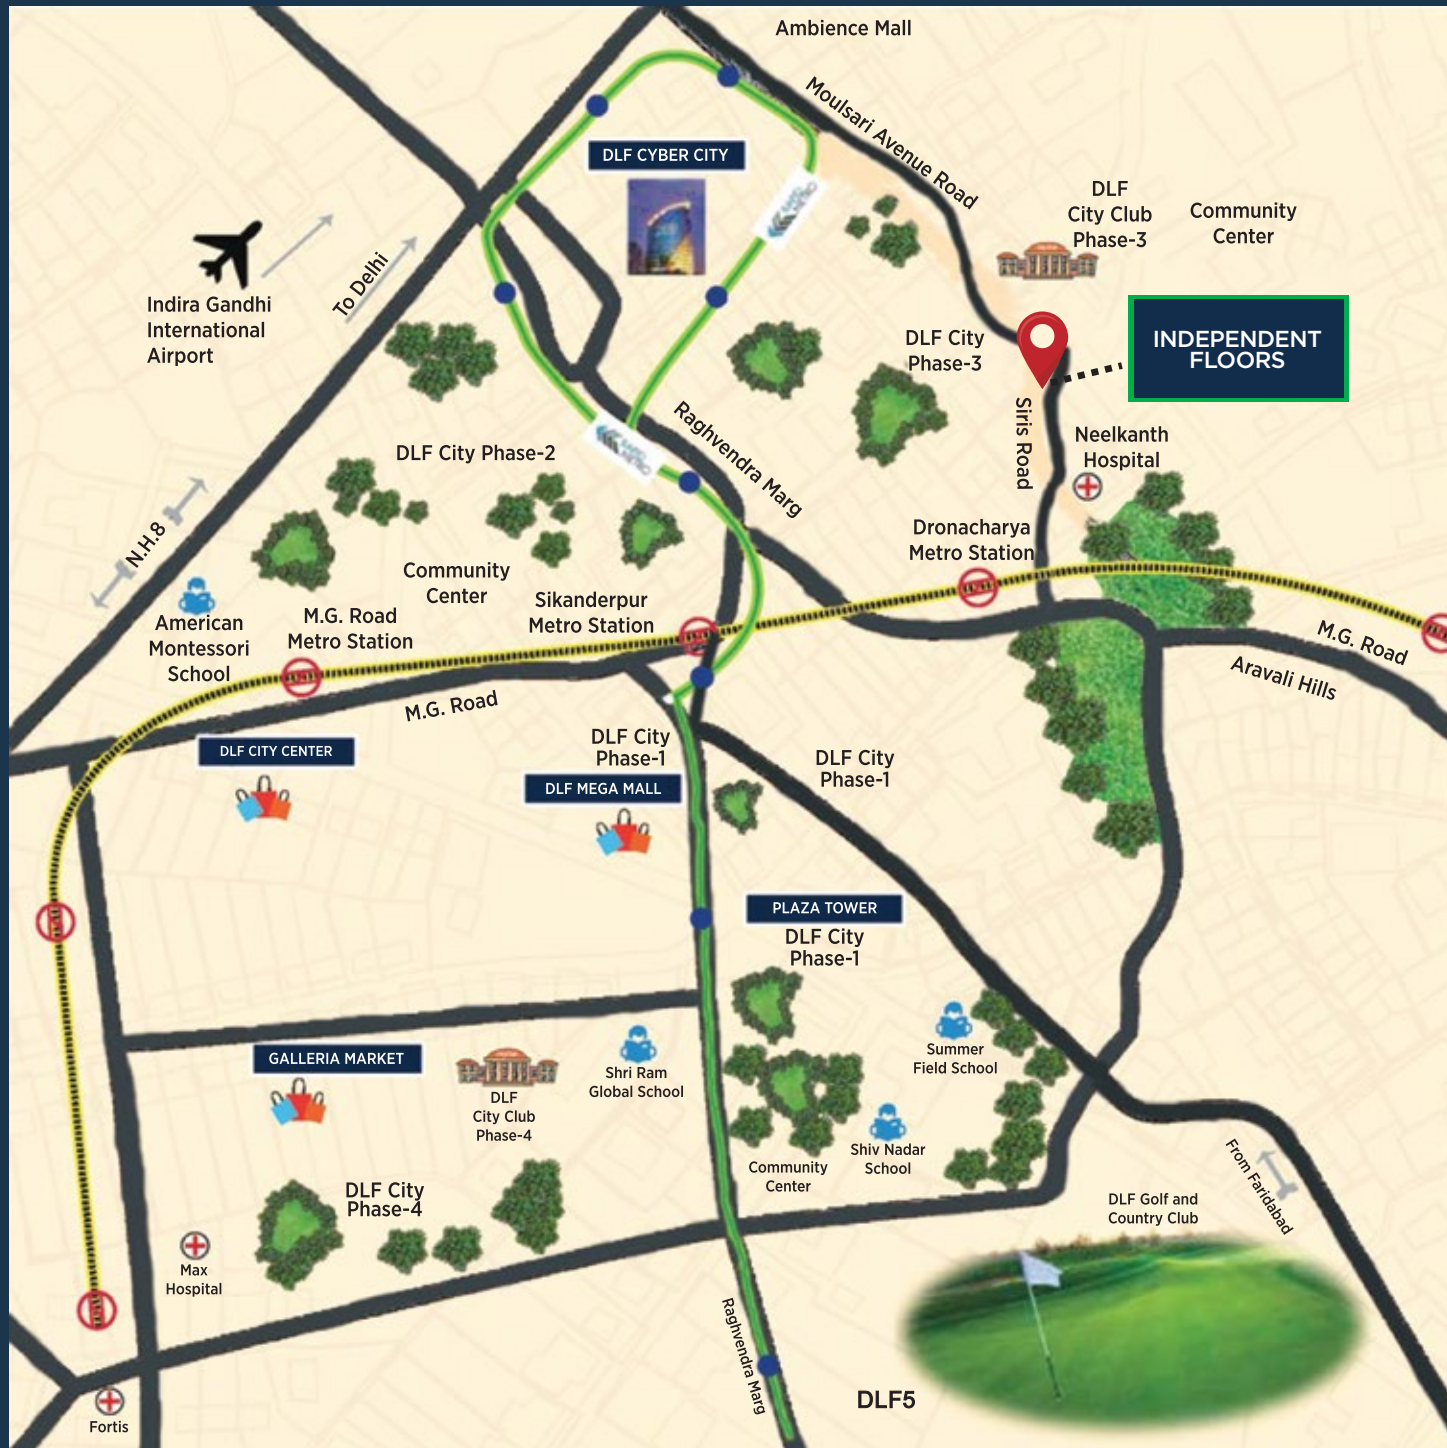 Ambience Mall
Moulsari Avenue Road
DLF CYBER CITY
DLF
City Club
Phase-3
Community
Center
Indira Gandhi
International
Airport
To Delhi
DLF City
Phase-3
INDEPENDENT
FLOORS
Siris Road
Neelkanth
Hospital
Raghvendra Marg
DLF City Phase-2
N.H.8
Dronacharya
Metro Station
Community
Center
Sikanderpur
Metro Station
M.G. Road
Metro Station
American
Montessori
School
M.G. Road
Aravali Hills
M.G. Road
DLF CITY CENTER
DLF City
Phase-1
DLF MEGA MALL
DLF City
Phase-1
PLAZA TOWER
DLF City
Phase-1
GALLERIA MARKET
DLF
City Club
Phase-4
Shri Ram
Global School
Summer
Field School
Shiv Nadar
School
Community
Center
DLF City
Phase-4
From Faridabad
DLF Golf and
Country Club
Max
Hospital
Raghvendra Marg
DLF5
Fortis